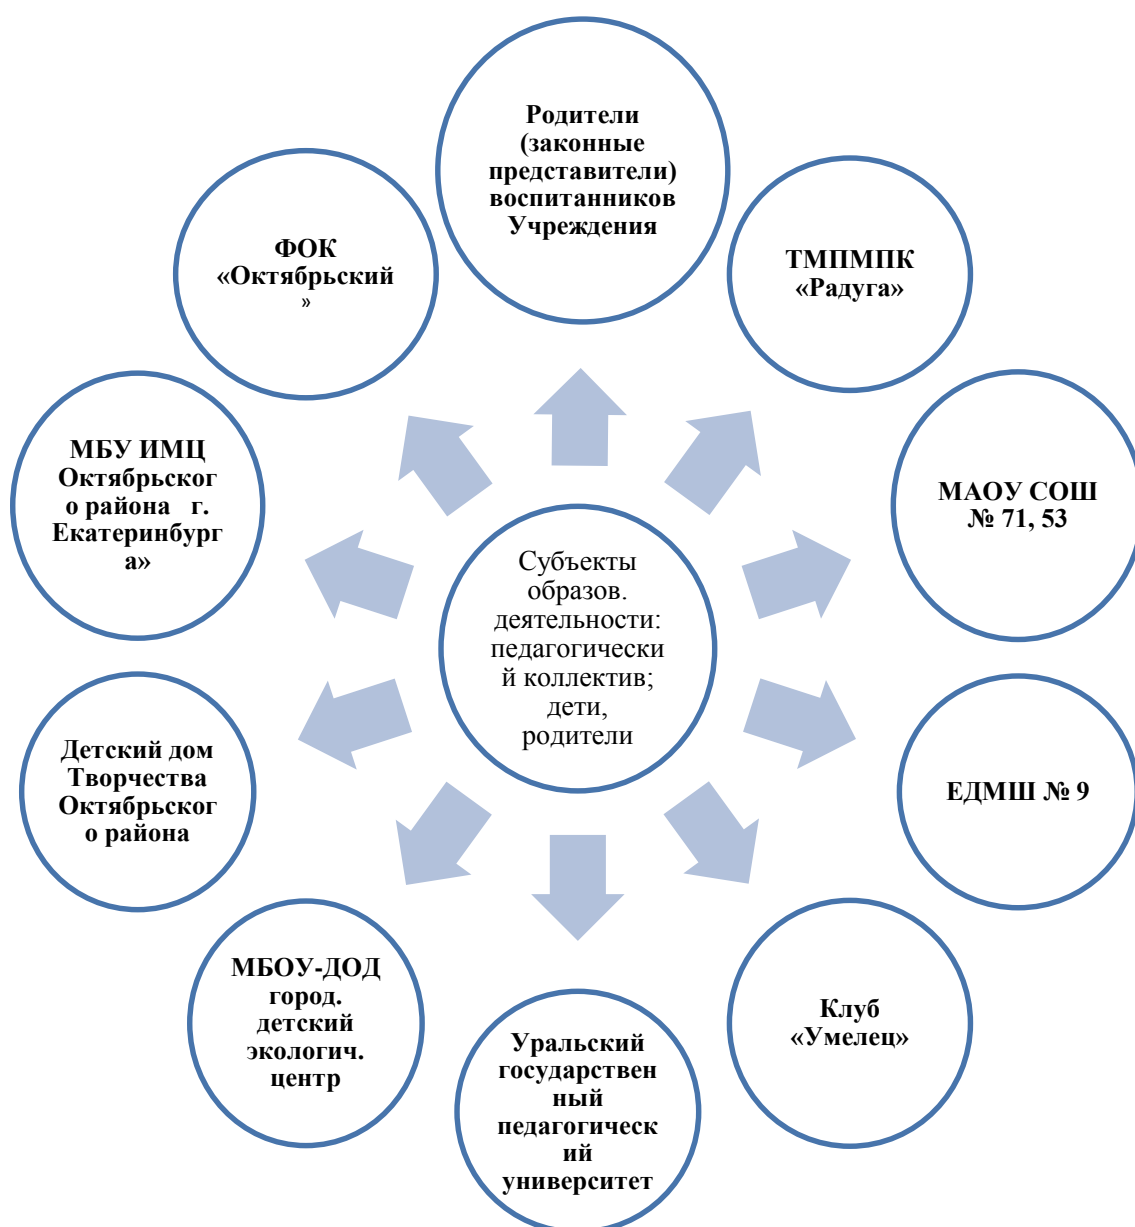 Родители
(законные
представители)
воспитанников
Учреждения
ФОК
«Октябрьский
»
ТМПМПК
«Радуга»
МБУ ИМЦ
Октябрьског
о района г.
Екатеринбург
а»
МАОУ СОШ
№ 71, 53
Субъекты
образов.
деятельности:
педагогически
й коллектив;
дети,
родители
Детский дом
Творчества
Октябрьског
о района
ЕДМШ № 9
МБОУ-ДОД
город.
детский
экологич.
центр
Клуб
«Умелец»
Уральский
государствен
ный
педагогическ
ий
университет